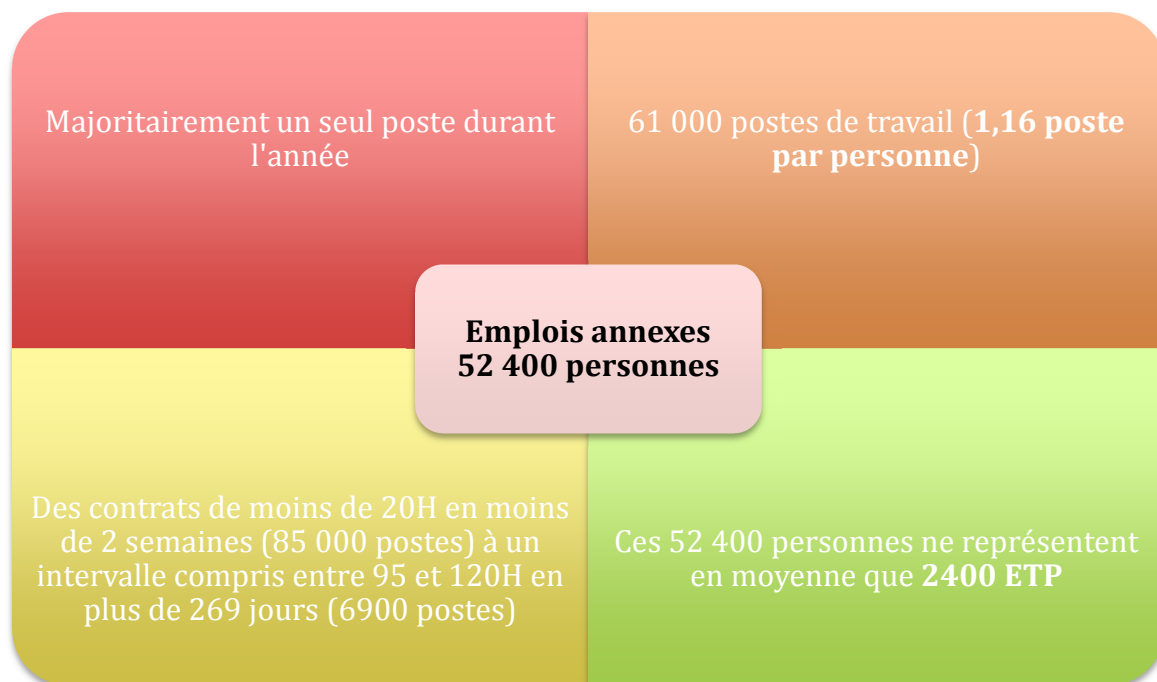 Majoritairement un seul poste durant
l'année
61 000 postes de travail (1,16 poste
par personne)
Emplois annexes
52 400 personnes
Des contrats de moins de 20H en moins
de 2 semaines (85 000 postes) à un
intervalle compris entre 95 et 120H en
plus de 269 jours (6900 postes)
Ces 52 400 personnes ne représentent
en moyenne que 2400 ETP